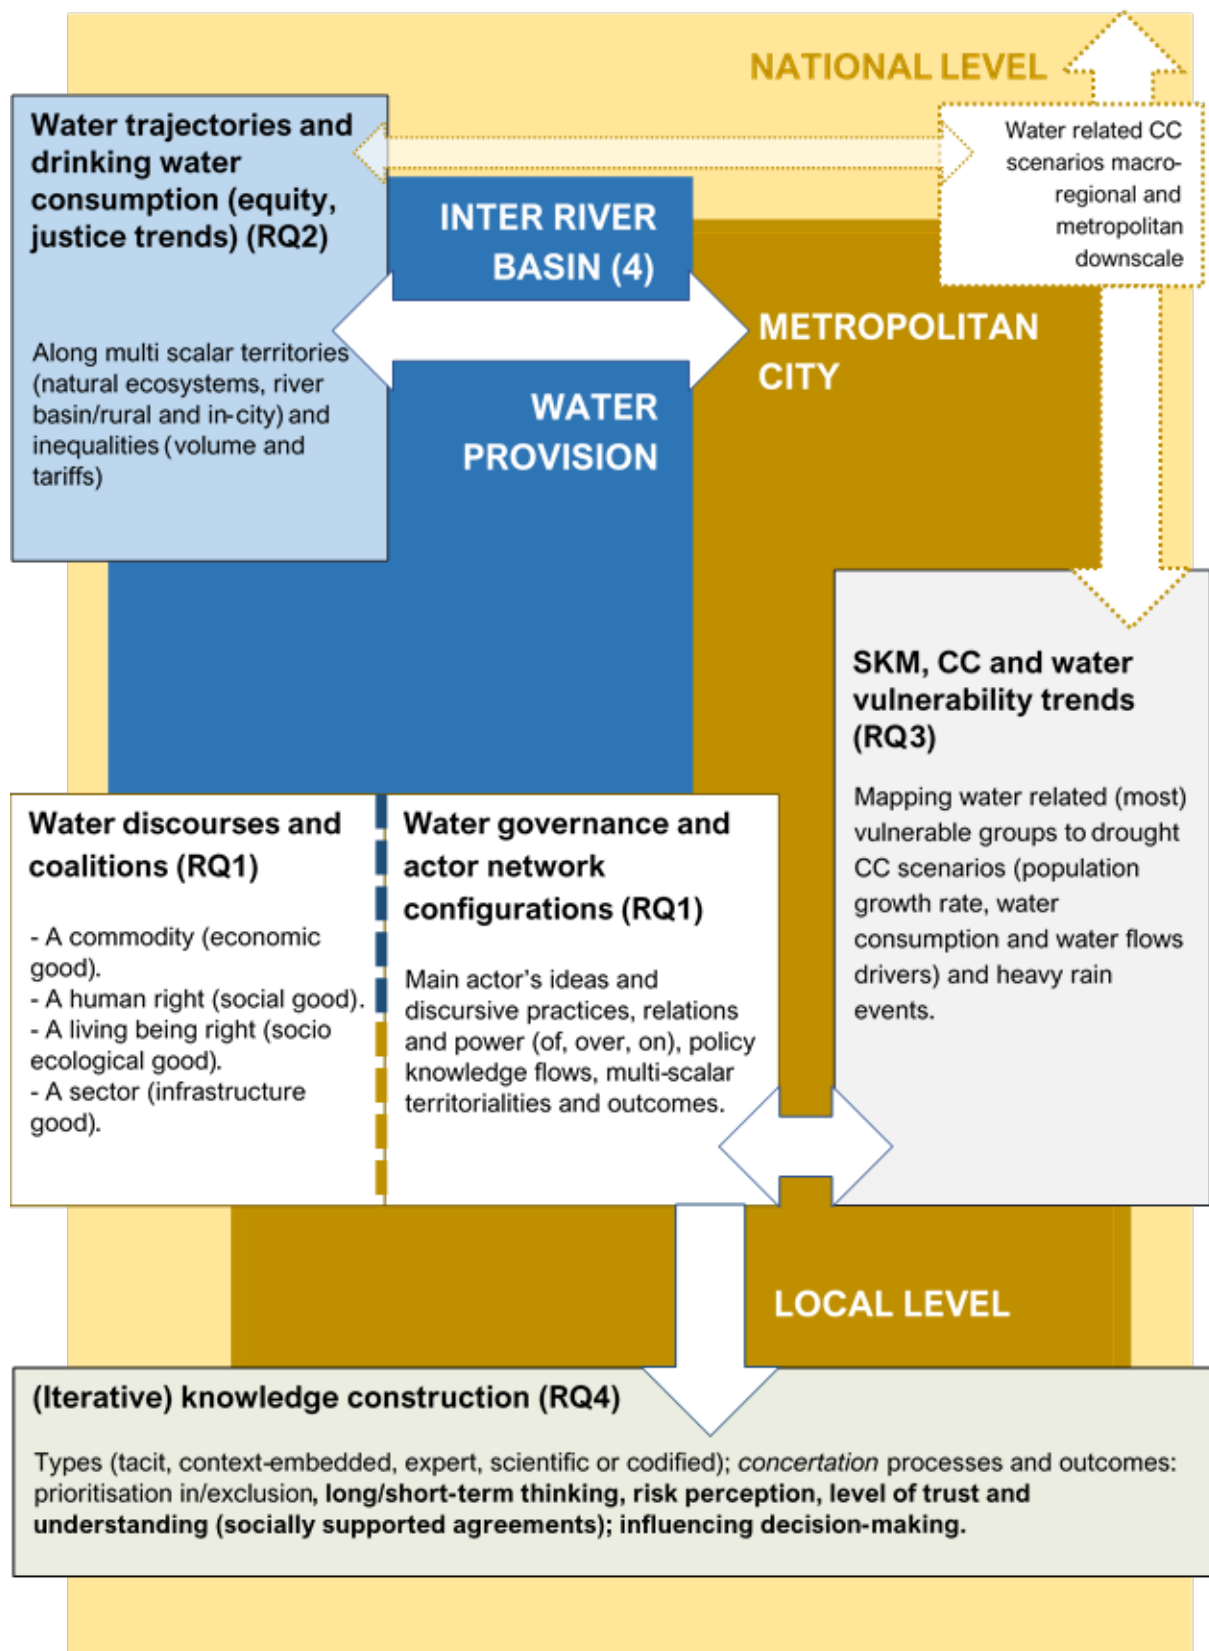 NATIONAL LEVEL
Water trajectories and
drinking water
consumption (equity,
justice trends) (RQ2)
Along multi scalar territories
(natural ecosystems, river
basin/rural and in-city) and
inequalities (volume and
tariffs)
Water related CC
scenarios macro-
regional and
metropolitan
downscale
INTER RIVER
BASIN (4)
WATER
PROVISION
METROPOLITAN
CITY
SKM, CC and water
vulnerability trends
(RQ3)
Mapping water related (most)
vulnerable groups to drought
CC scenarios (population
growth rate, water
consumption and water flows
drivers) and heavy rain
events.
Water discourses and
coalitions (RQ1)
- A commodity (economic
good).
- A human right (social good).
- A living being right (socio
ecological good).
- A sector (infrastructure
good).
Water governance and
actor network
configurations (RQ1)
Main actor’s ideas and
discursive practices, relations
and power (of, over, on), policy
knowledge flows, multi-scalar
territorialities and outcomes.
LOCAL LEVEL
(Iterative) knowledge construction (RQ4)
Types (tacit, context-embedded, expert, scientific or codified); concertation processes and outcomes:
prioritisation in/exclusion, long/short-term thinking, risk perception, level of trust and
understanding (socially supported agreements); influencing decision-making.